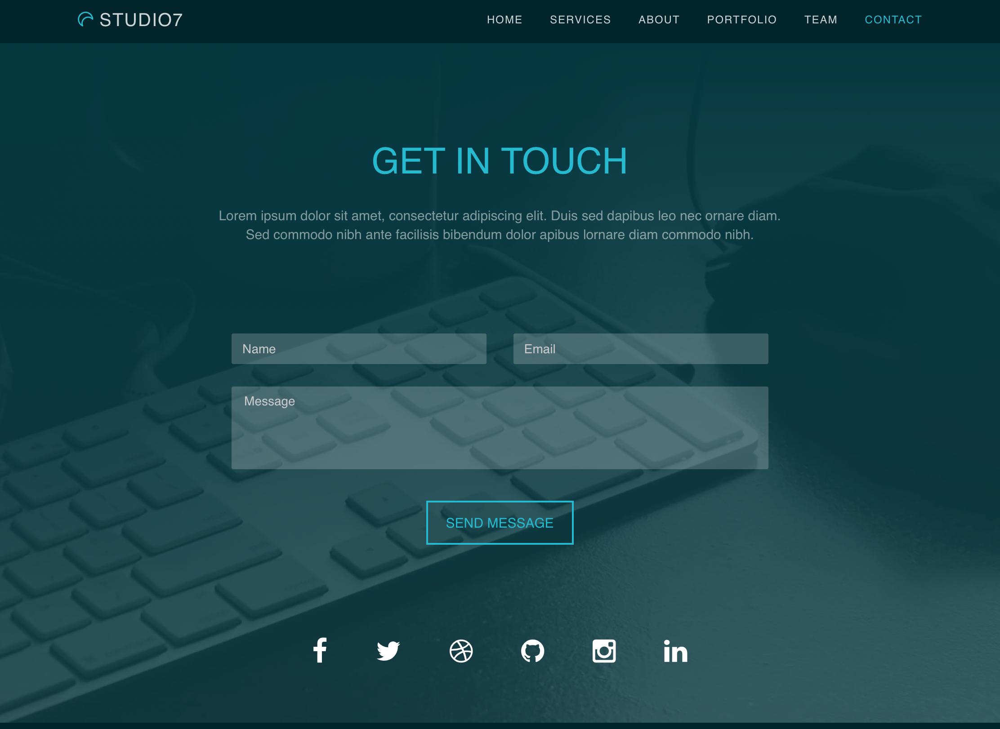 STUDIO7
HOME SERVICES ABOUT PORTFOLIO TEAM CONTACT
GET IN TOUCH
Lorem ipsum dolor sit amet, consectetur adipiscing elit. Duis sed dapibus leo nec ornare diam.
Sed commodo nibh ante facilisis bibendum dolor apibus lornare diam commodo nibh.
Name
Email
Message
SEND MESSAGE